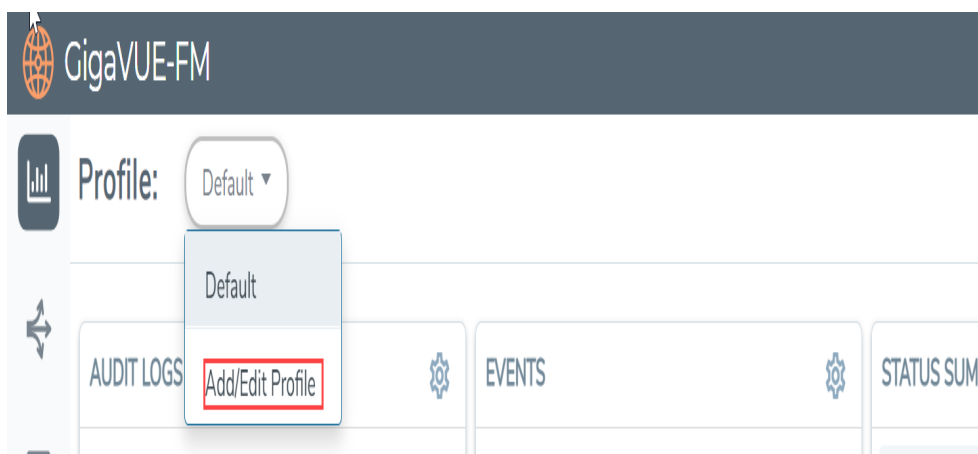 GigaVUE-FM
Profile:
Default
Default
Add/Edit Profile
AUDIT LOGS
EVENTS
STATUS SUM